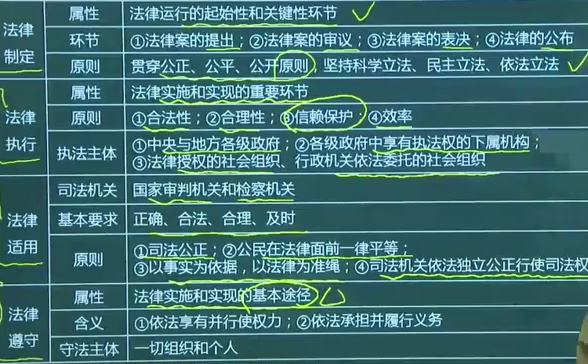 法律制定
属性 法律运行的起始性和关键性环节
环节 ①法律案的提出；②法律案的审议；③法律案的表决；④法律的公布
原则 贯穿公正、公平、公开原则，坚持科学立法、民主立法、依法立法
法律执行
属性 法律实施和实现的重要环节
原则 ①合法性；②合理性；③信赖保护；④效率
执法主体 ①中央与地方各级政府；②各级政府中享有执法权的下属机构；
③法律授权的社会组织、行政机关依法委托的社会组织
法律适用
司法机关 国家审判机关和检察机关
基本要求 正确、合法、合理、及时
原则 ①司法公正；②公民在法律面前一律平等；
③以事实为依据，以法律为准绳；④司法机关依法独立公正行使司法权
法律遵守
属性 法律实施和实现的基本途径
含义 ①依法享有并行使权力；②依法承担并履行义务
守法主体 一切组织和个人